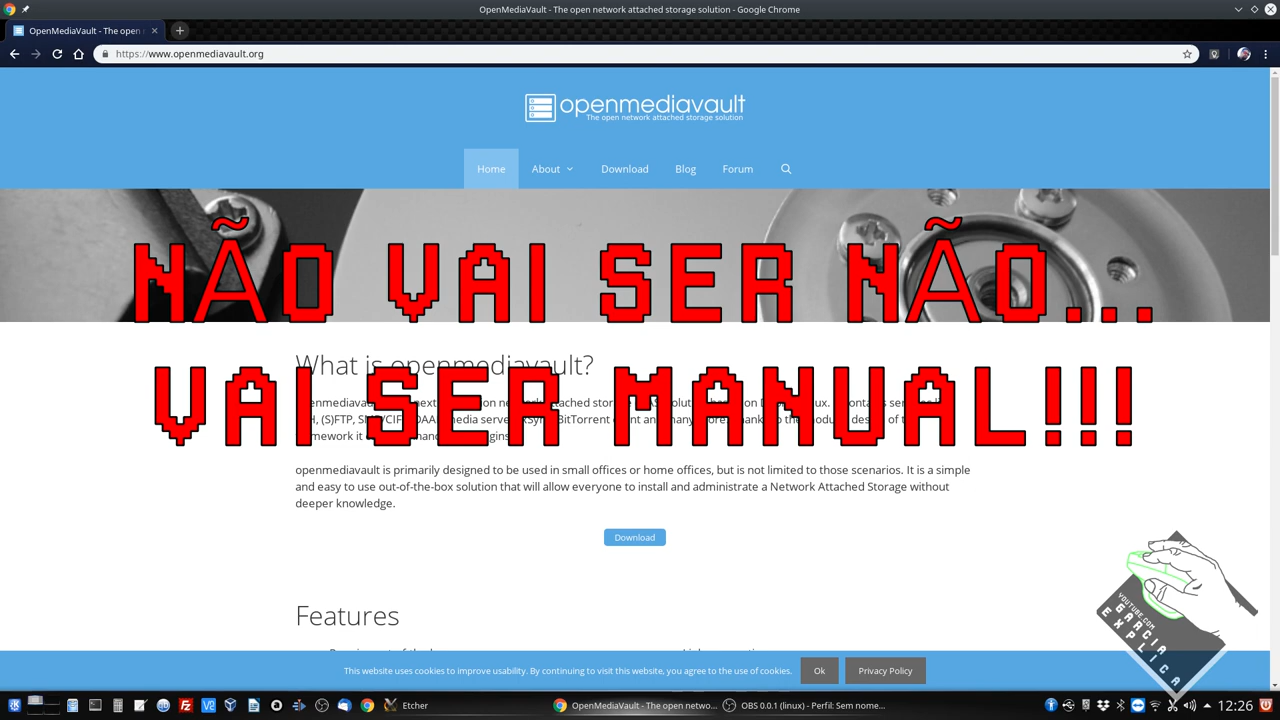 OpenMediaVault - The open network attached storage solution - Google Chrome
OpenMediaVault - The open
https://www.openmediavault.org
openmediavault
The open network attached storage solution
Home About Download Blog Forum
NÃO VAI SER NÃO...
What is openmediavault?
VAI SER MANUAL!!!
openmediavault is primarily designed to be used in small offices or home offices, but is not limited to those scenarios. It is a simple
and easy to use out-of-the-box solution that will allow everyone to install and administrate a Network Attached Storage without
deeper knowledge.
Download
Features
YOUTUBE.COM
GARCIA
EXPLICA
This website uses cookies to improve usability. By continuing to visit this website, you agree to the use of cookies. Ok Privacy Policy
Etcher OpenMediaVault - The open netwo... OBS 0.0.1 (linux) - Perfil: Sem nome... 12:26